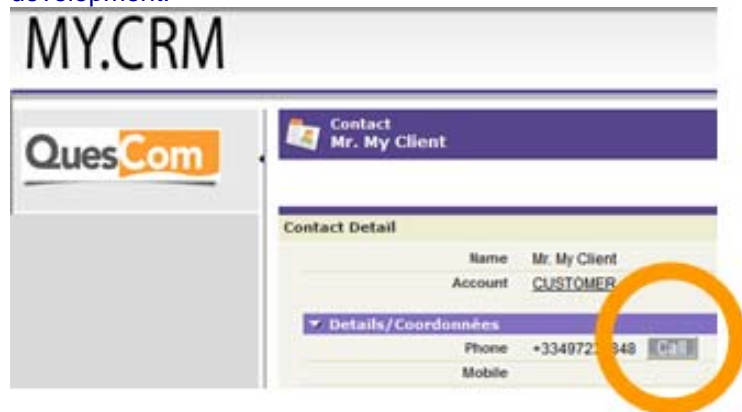 development.
MY.CRM
QuesCom
Contact
Mr. My Client
Contact Detail
Name Mr. My Client
Account CUSTOMER
Details/Coordonnées
Phone Call
Mobile